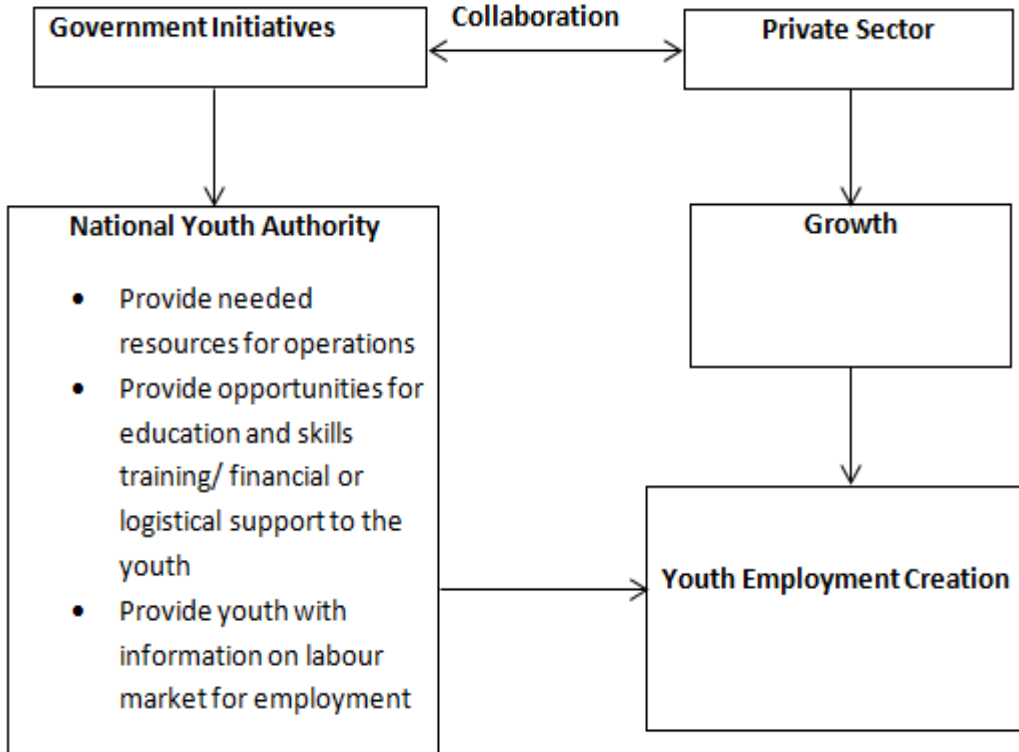 Government Initiatives
Collaboration
Private Sector
National Youth Authority
• Provide needed
resources for operations
• Provide opportunities for
education and skills
training/ financial or
logistical support to the
youth
• Provide youth with
information on labour
market for employment
Growth
Youth Employment Creation